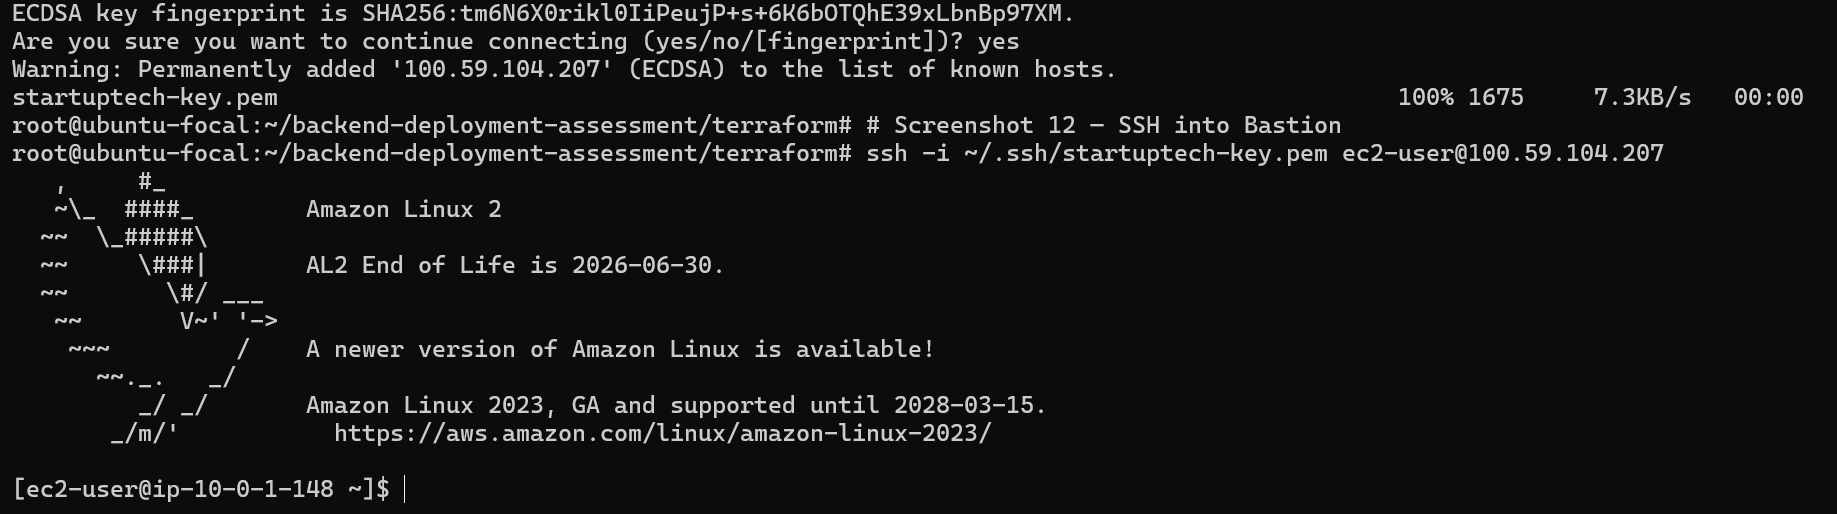 ECDSA key fingerprint is SHA256:tm6N6X0rikl0IiPeujP+s+6K6bOTQhE39xLbnBp97XM.
Are you sure you want to continue connecting (yes/no/[fingerprint])? yes
Warning: Permanently added '100.59.104.207' (ECDSA) to the list of known hosts.
startuptech-key.pem                                                                                100% 1675     7.3KB/s   00:00
root@ubuntu-focal:~/backend-deployment-assessment/terraform# # Screenshot 12 – SSH into Bastion
root@ubuntu-focal:~/backend-deployment-assessment/terraform# ssh -i ~/.ssh/startuptech-key.pem ec2-user@100.59.104.207
   ,     #_
   ~\_  ####_        Amazon Linux 2
  ~~  \_#####\
  ~~     \###|       AL2 End of Life is 2026-06-30.
  ~~       \#/ ___
   ~~       V~' '->
    ~~~         /    A newer version of Amazon Linux is available!
      ~~._.   _/
         _/ _/       Amazon Linux 2023, GA and supported until 2028-03-15.
       _/m/'           https://aws.amazon.com/linux/amazon-linux-2023/
[ec2-user@ip-10-0-1-148 ~]$